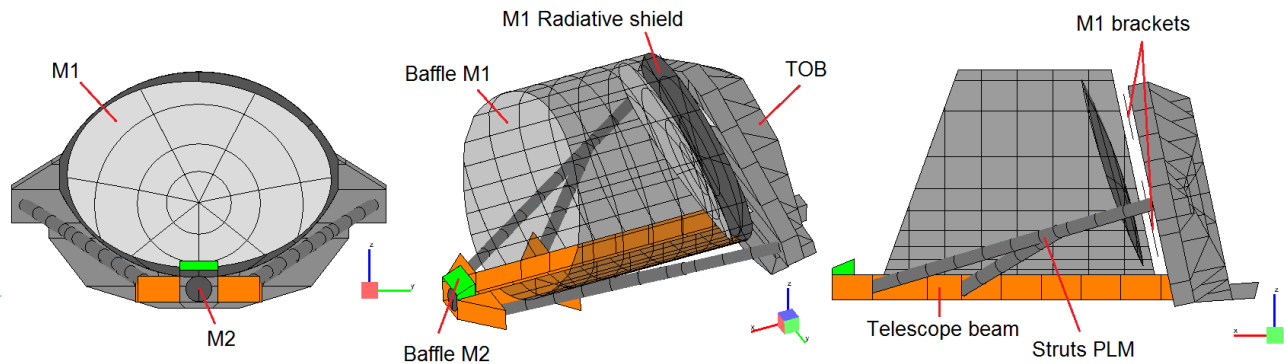 M1
M2
z
y
M1 Radiative shield
Baffle M1
TOB
Baffle M2
z
x
y
M1 brackets
Telescope beam
Struts PLM
z
x